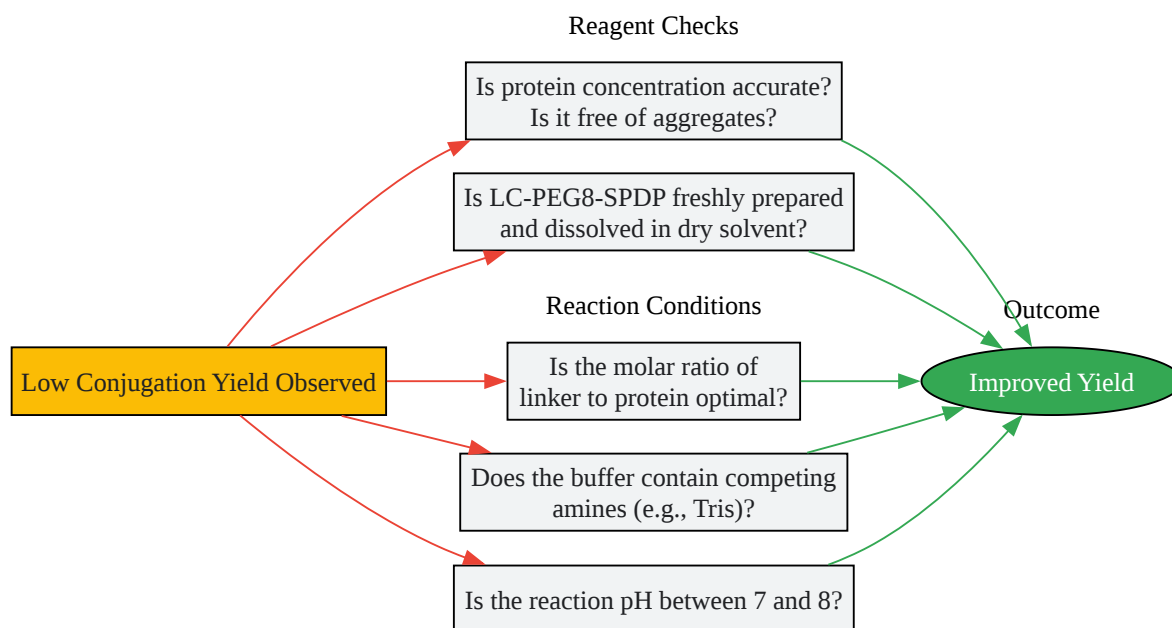 Reagent Checks
Is protein concentration accurate?
Is it free of aggregates?
Is LC-PEG8-SPDP freshly prepared
and dissolved in dry solvent?
Reaction Conditions
Outcome
Low Conjugation Yield Observed
Is the molar ratio of
linker to protein optimal?
Improved Yield
Does the buffer contain competing
amines (e.g., Tris)?
Is the reaction pH between 7 and 8?